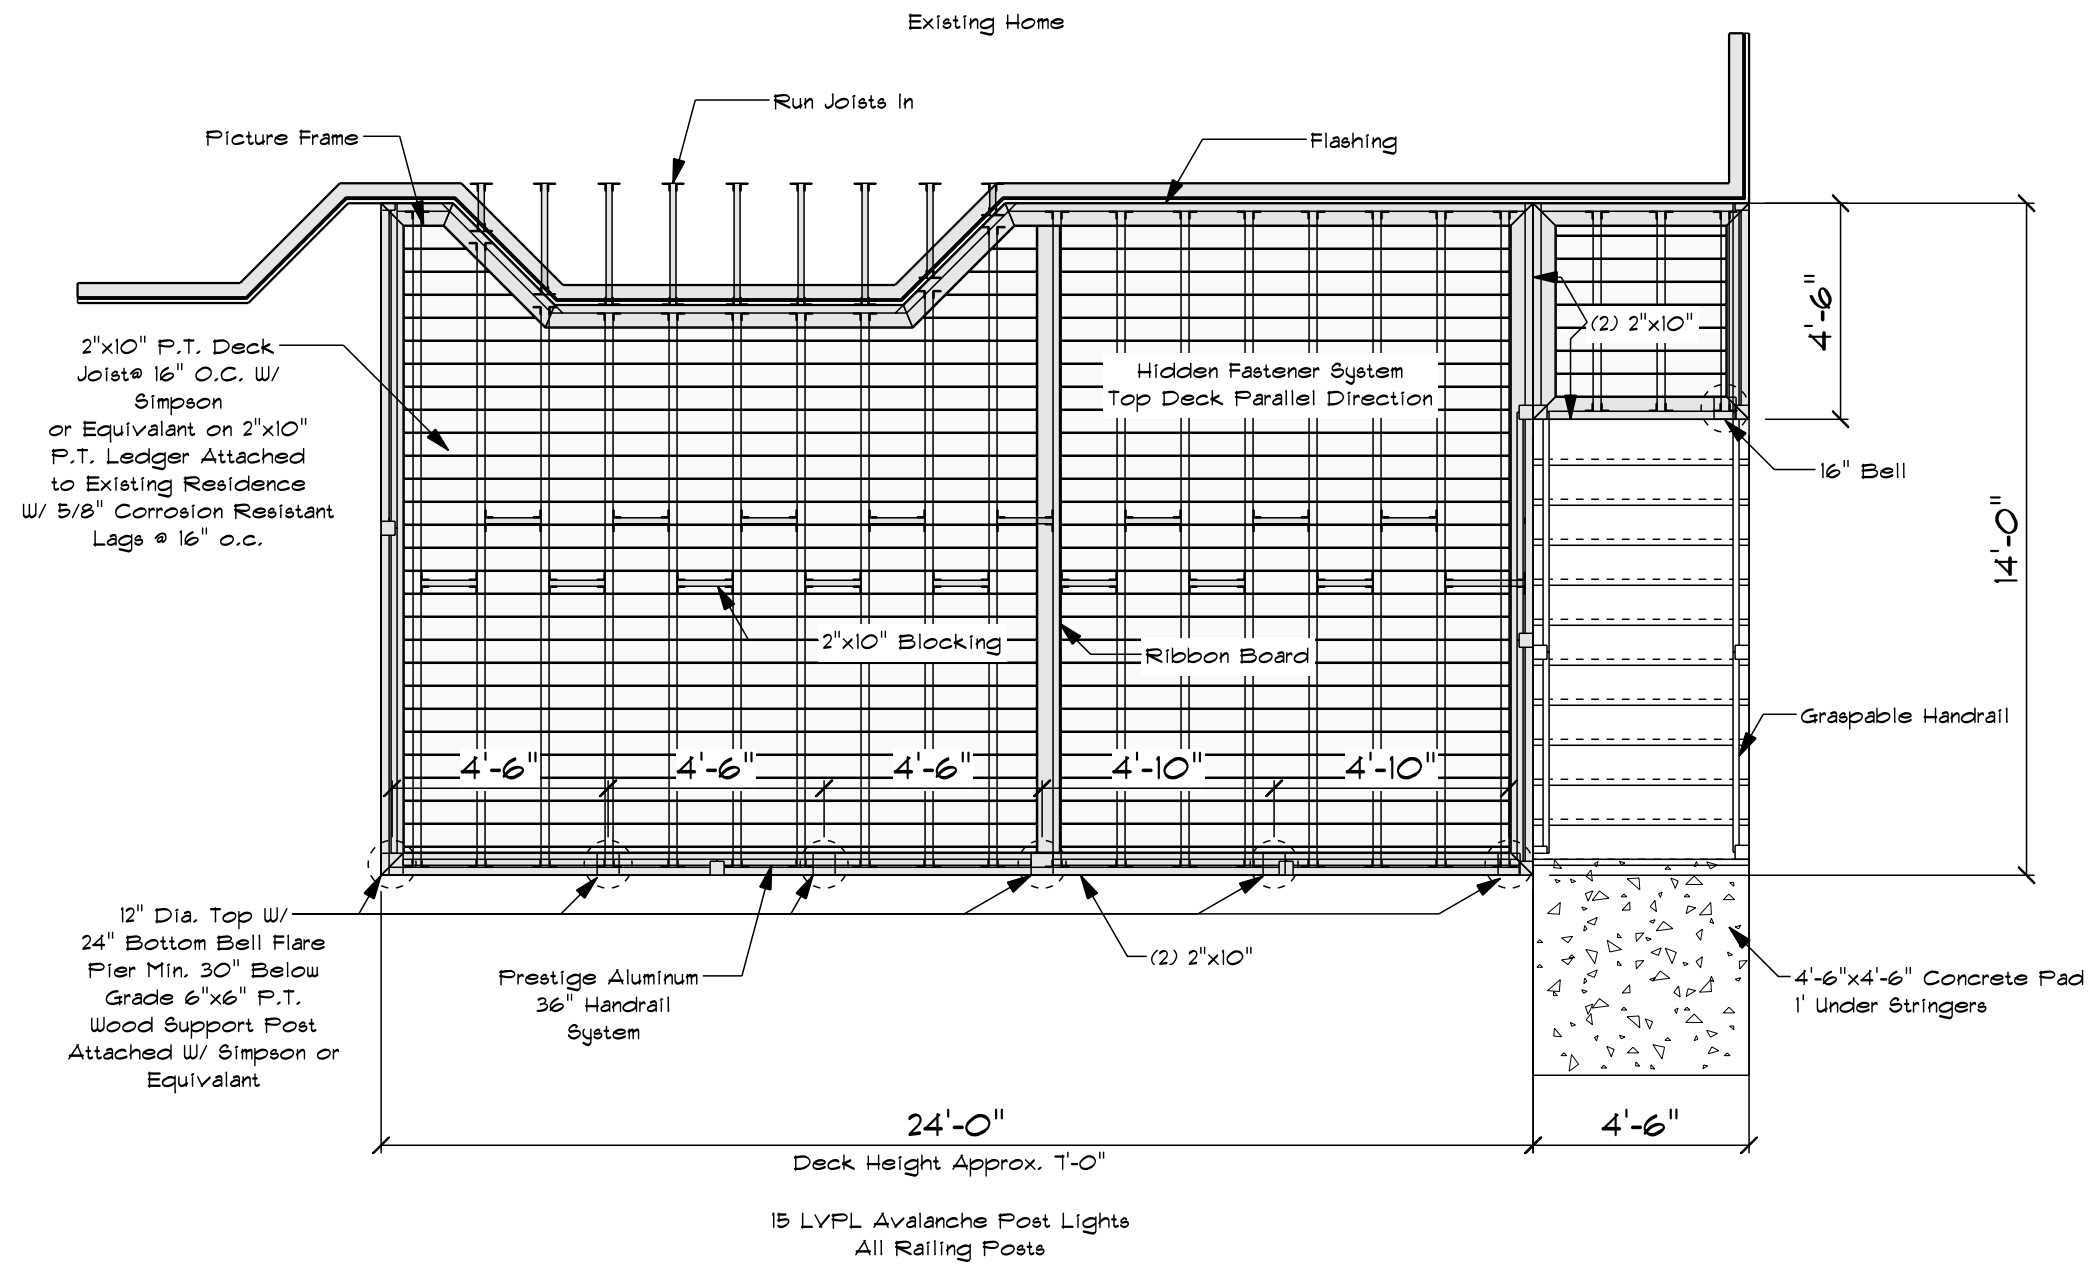 Existing Home
Run Joists In
Picture Frame
Flashing
2"x10" P.T. Deck
Joist@ 16" O.C. W/
Simpson
or Equivalant on 2"x10"
P.T. Ledger Attached
to Existing Residence
W/ 5/8" Corrosion Resistant
Lags @ 16" o.c.
(2) 2"x10"
4'-6"
Hidden Fastener System
Top Deck Parallel Direction
16" Bell
14'-0"
2"x10" Blocking
Ribbon Board
Graspable Handrail
4'-6"
4'-6"
4'-6"
4'-10"
4'-10"
12" Dia. Top W/
24" Bottom Bell Flare
Pier Min. 30" Below
Grade 6"x6" P.T.
Wood Support Post
Attached W/ Simpson or
Equivalant
Prestige Aluminum
36" Handrail
System
(2) 2"x10"
4'-6"x4'-6" Concrete Pad
1' Under Stringers
24'-0"
4'-6"
Deck Height Approx. 7'-0"
15 LVPL Avalanche Post Lights
All Railing Posts